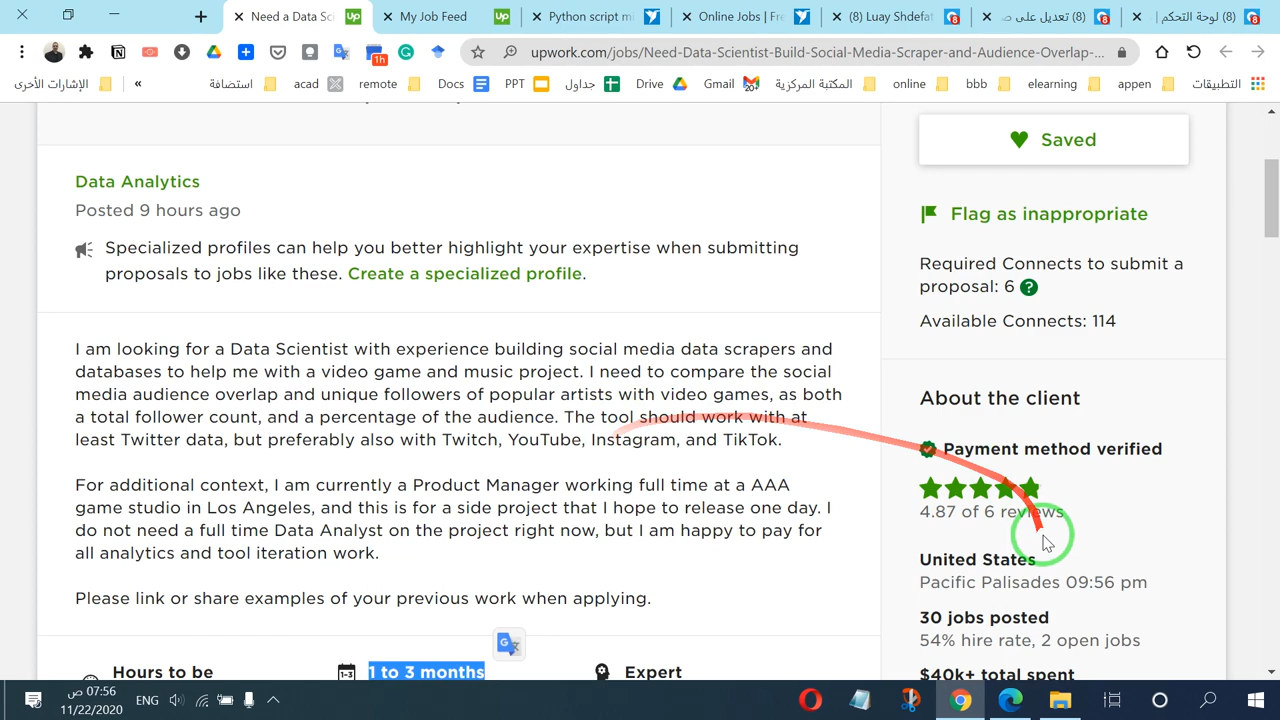 Need a Data Sc
My Job Feed
Python script mi
Online Jobs | Fre
(8) Luay Shdefat
(8) تعديل على صـ
(8) لوحة التحكم |
upwork.com/jobs/Need-Data-Scientist-Build-Social-Media-Scraper-and-Audience-Overlap-...
1h
الإشارات الأخرى
»
استضافة
acad
remote
Docs
PPT
جداول
Drive
Gmail
20+
المكتبة المركزية
online
bbb
elearning
appen
التطبيقات
Saved
Data Analytics
Posted 9 hours ago
Flag as inappropriate
Specialized profiles can help you better highlight your expertise when submitting
proposals to jobs like these. Create a specialized profile.
Required Connects to submit a
proposal: 6
Available Connects: 114
I am looking for a Data Scientist with experience building social media data scrapers and
databases to help me with a video game and music project. I need to compare the social
media audience overlap and unique followers of popular artists with video games, as both
a total follower count, and a percentage of the audience. The tool should work with at
least Twitter data, but preferably also with Twitch, YouTube, Instagram, and TikTok.
For additional context, I am currently a Product Manager working full time at a AAA
game studio in Los Angeles, and this is for a side project that I hope to release one day. I
do not need a full time Data Analyst on the project right now, but I am happy to pay for
all analytics and tool iteration work.
Please link or share examples of your previous work when applying.
About the client
Payment method verified
4.87 of 6 reviews
United States
Pacific Palisades 09:56 pm
30 jobs posted
54% hire rate, 2 open jobs
$40k+ total spent
Hours to be
1 to 3 months
Expert
07:56 ص
11/22/2020
ENG